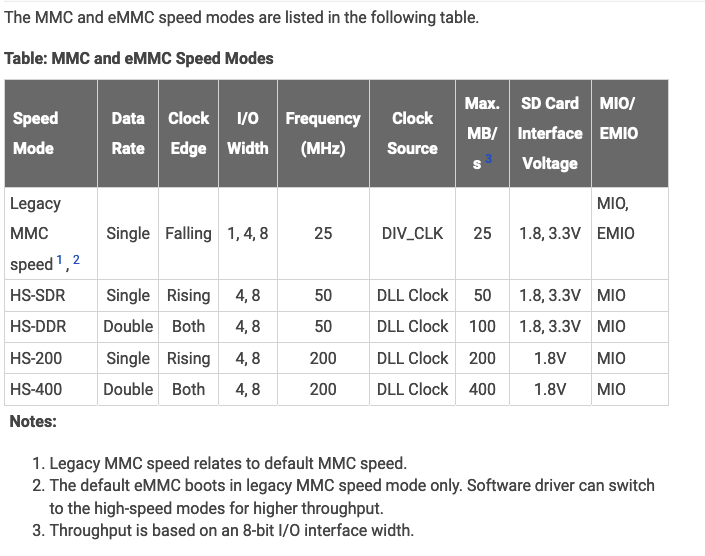 The MMC and eMMC speed modes are listed in the following table.
Table: MMC and eMMC Speed Modes
Speed Mode Data Rate Clock Edge I/O Width Frequency (MHz) Clock Source Max. MB/s 3 SD Card Interface Voltage MIO/ EMIO
Legacy MMC speed 1 , 2 Single Falling 1, 4, 8 25 DIV_CLK 25 1.8, 3.3V MIO, EMIO
HS-SDR Single Rising 4, 8 50 DLL Clock 50 1.8, 3.3V MIO
HS-DDR Double Both 4, 8 50 DLL Clock 100 1.8, 3.3V MIO
HS-200 Single Rising 4, 8 200 DLL Clock 200 1.8V MIO
HS-400 Double Both 4, 8 200 DLL Clock 400 1.8V MIO
Notes:
1. Legacy MMC speed relates to default MMC speed.
2. The default eMMC boots in legacy MMC speed mode only. Software driver can switch
to the high-speed modes for higher throughput.
3. Throughput is based on an 8-bit I/O interface width.